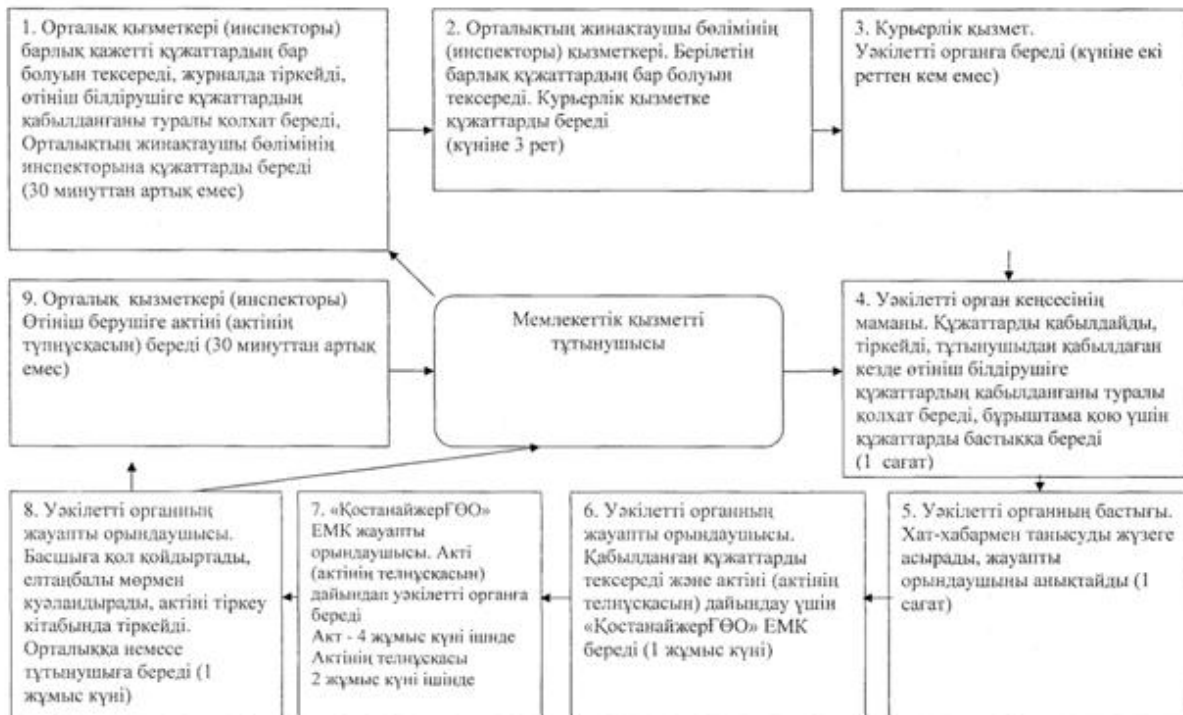 1. Орталық қызметкері (инспекторы)
барлық қажетті құжаттардың бар
болуын тексереді, журналда тіркейді,
өтініш білдірушіге құжаттардың
қабылданғаны туралы қолхат береді,
Орталықтың жинақтаушы бөлімінің
инспекторына құжаттарды береді
(30 минуттан артық емес)
2. Орталықтың жинақтаушы бөлімінің
(инспекторы) қызметкері. Берілетін
барлық құжаттардың бар болуын
тексереді. Курьерлік қызметке
құжаттарды береді
(күніне 3 рет)
3. Курьерлік қызмет.
Уәкілетті органға береді (күніне екі
реттен кем емес)
9. Орталық қызметкері (инспекторы)
Өтініш берушіге актіні (актінің
түпнұсқасын) береді (30 минуттан артық
емес)
Мемлекеттік қызметті
тұтынушысы
4. Уәкілетті орган кеңсесінің
маманы. Құжаттарды қабылдайды,
тіркейді, тұтынушыдан қабылдаған
кезде өтініш білдірушіге
құжаттардың қабылданғаны туралы
қолхат береді, бұрыштама қою үшін
құжаттарды бастыққа береді
(1 сағат)
8. Уәкілетті органның
жауапты орындаушысы.
Басшыға қол қойдыртады,
елтаңбалы мөрмен
куәландырады, актіні тіркеу
кітабында тіркейді.
Орталыққа немесе
тұтынушыға береді (1
жұмыс күні)
7. «ҚостанайжерҒӨО»
ЕМК жауапты
орындаушысы. Акті
(актінің телнұсқасын)
дайындап уәкілетті органға
береді
Акт - 4 жұмыс күні ішнде
Актінің телнұсқасы
2 жұмыс күні ішінде
6. Уәкілетті органның
жауапты орындаушысы.
Қабылданған құжаттарды
тексереді және актіні (актінің
телнұсқасын) дайындау үшін
«ҚостанайжерҒӨО» ЕМК
береді (1 жұмыс күні)
5. Уәкілетті органның бастығы.
Хат-хабармен танысуды жүзеге
асырады, жауапты
орындаушыны анықтайды (1
сағат)